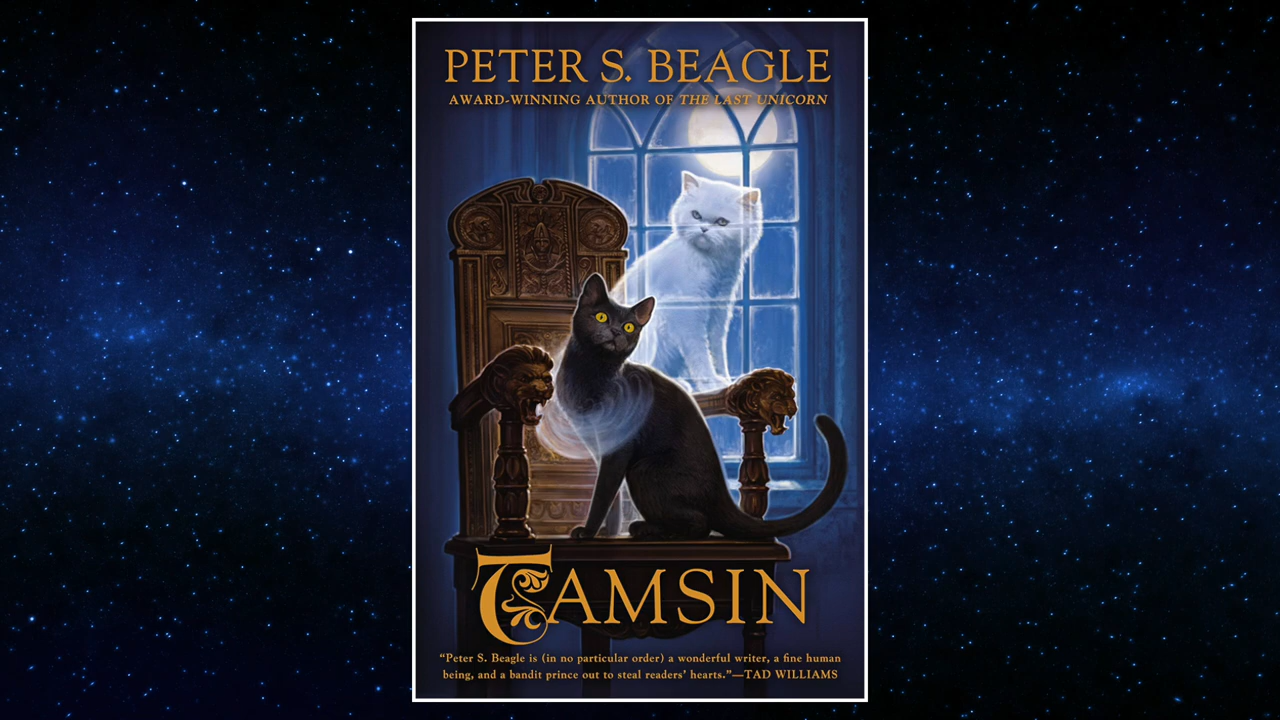 PETER S. BEAGLE
AWARD-WINNING AUTHOR OF THE LAST UNICORN
TAMSIN
“Peter S. Beagle is (in no particular order) a wonderful writer, a fine human
being, and a bandit prince out to steal readers’ hearts.”—TAD WILLIAMS